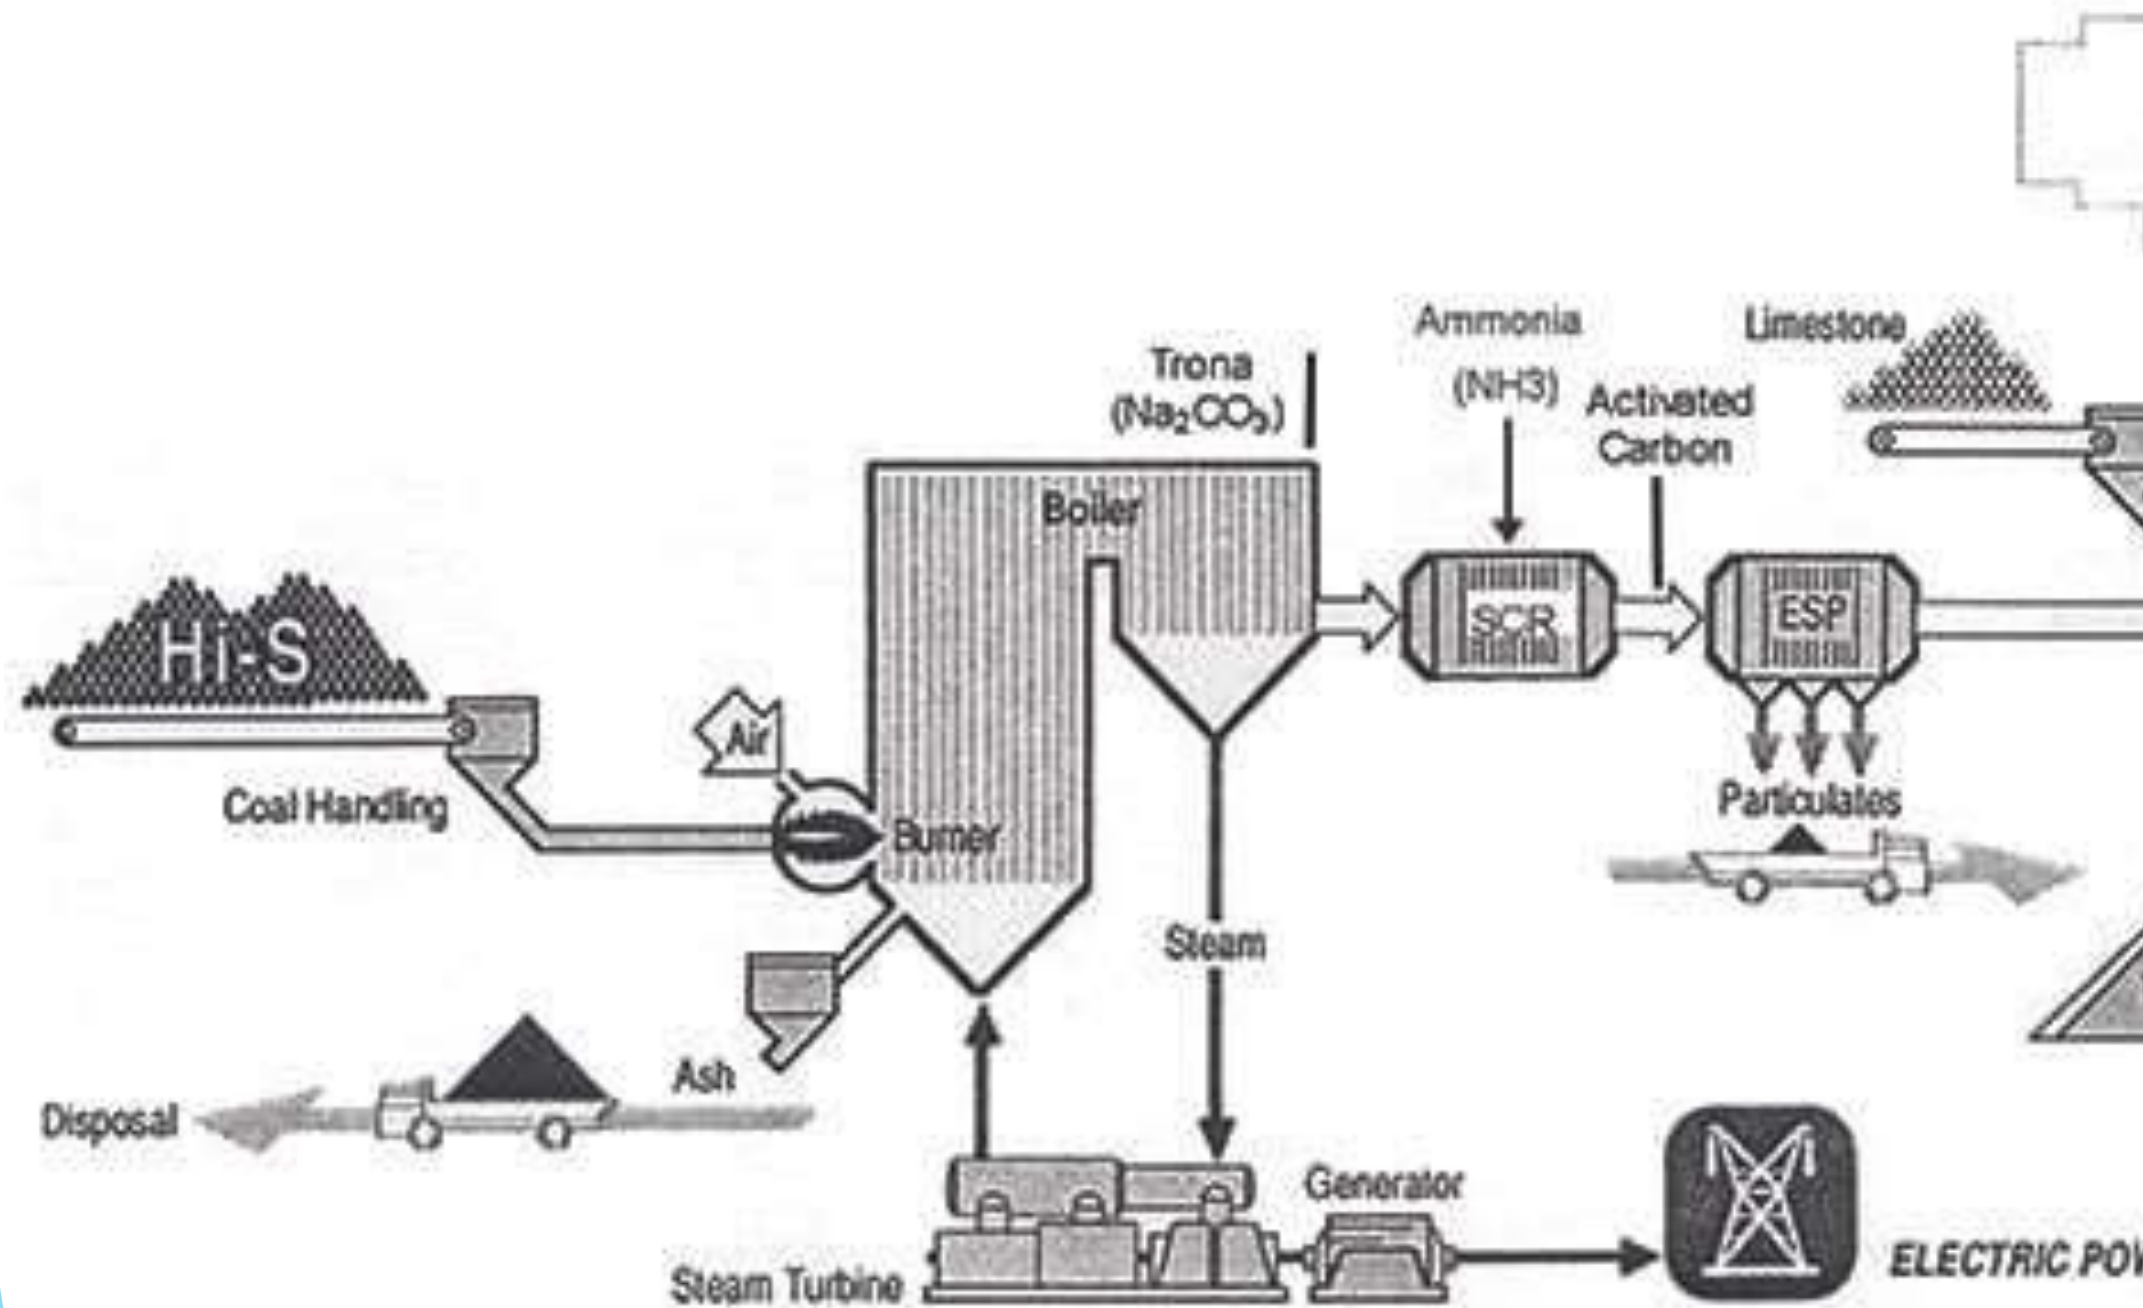 Ammonia
(NH3)
Limestone
Trona
(Na₂CO₃)
Activated
Carbon
Boiler
SCR
ESP
Hi-S
Air
Coal Handling
Burner
Particulates
Steam
Ash
Disposal
Generator
Steam Turbine
ELECTRIC